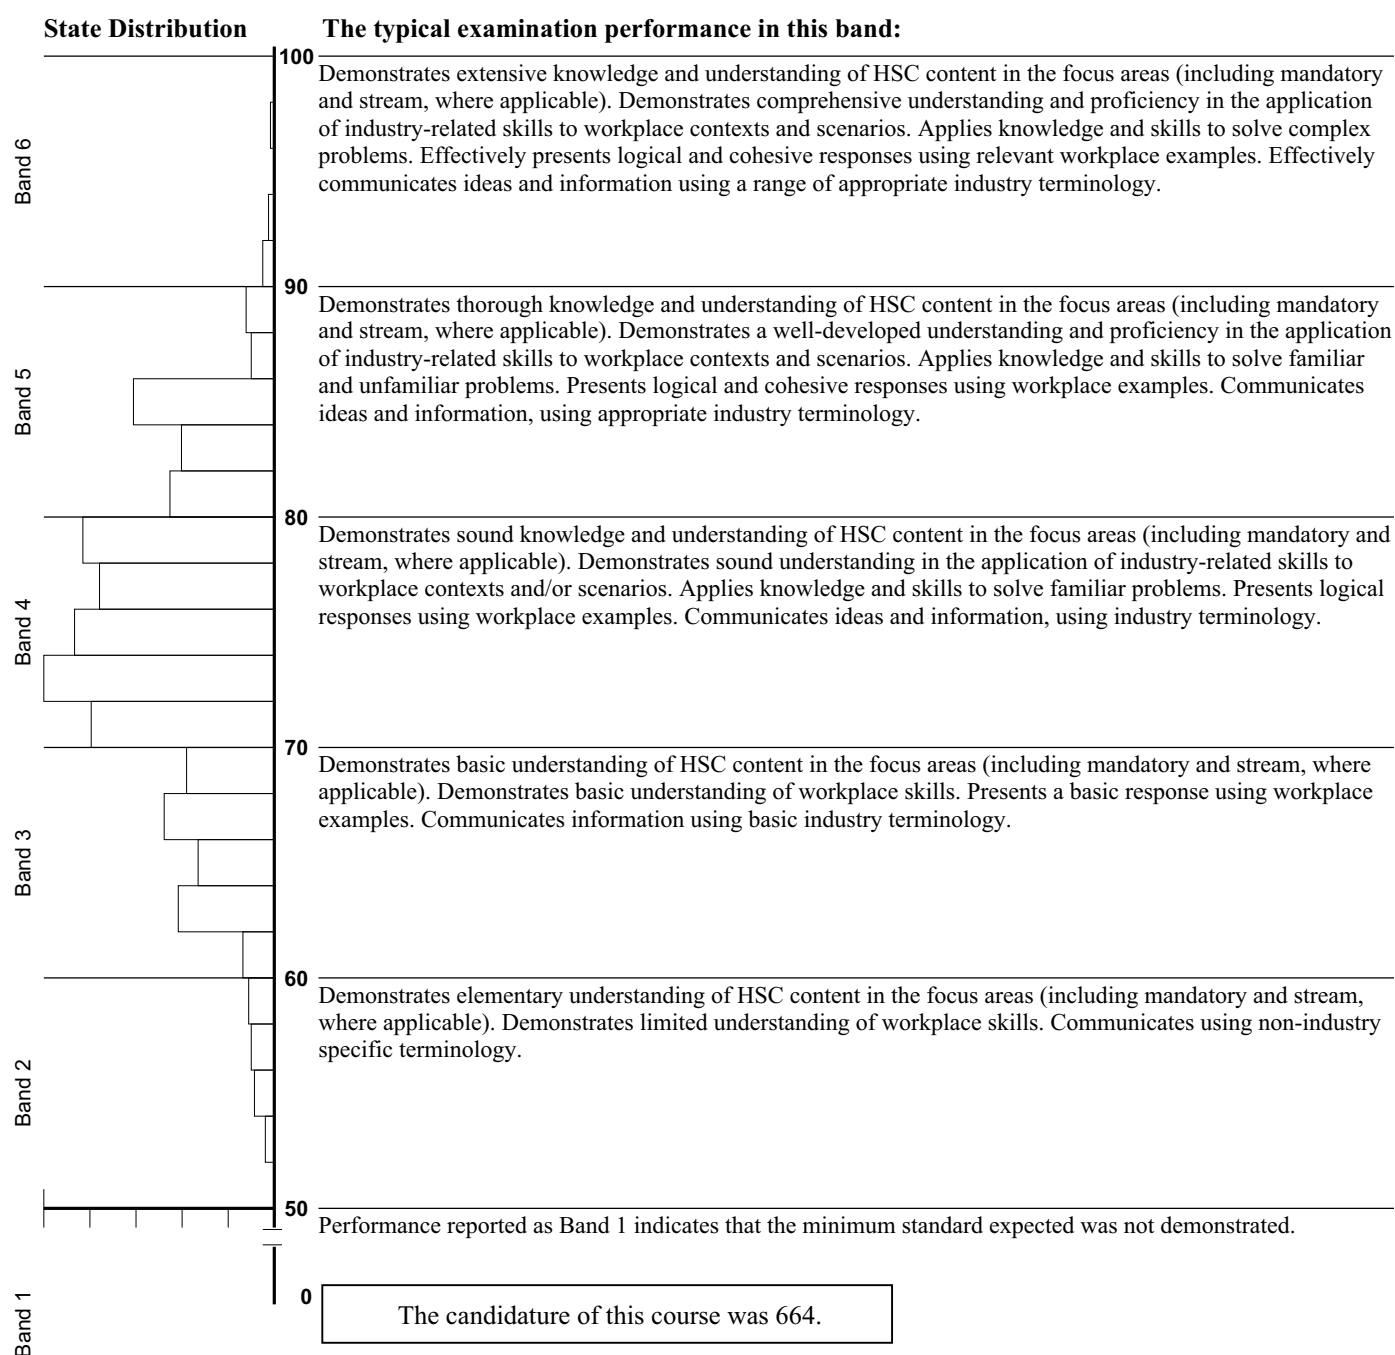 State Distribution
The typical examination performance in this band:
100
Demonstrates extensive knowledge and understanding of HSC content in the focus areas (including mandatory
and stream, where applicable). Demonstrates comprehensive understanding and proficiency in the application
of industry-related skills to workplace contexts and scenarios. Applies knowledge and skills to solve complex
problems. Effectively presents logical and cohesive responses using relevant workplace examples. Effectively
communicates ideas and information using a range of appropriate industry terminology.
Band 6
90
Demonstrates thorough knowledge and understanding of HSC content in the focus areas (including mandatory
and stream, where applicable). Demonstrates a well-developed understanding and proficiency in the application
of industry-related skills to workplace contexts and scenarios. Applies knowledge and skills to solve familiar
and unfamiliar problems. Presents logical and cohesive responses using workplace examples. Communicates
ideas and information, using appropriate industry terminology.
Band 5
80
Demonstrates sound knowledge and understanding of HSC content in the focus areas (including mandatory and
stream, where applicable). Demonstrates sound understanding in the application of industry-related skills to
workplace contexts and/or scenarios. Applies knowledge and skills to solve familiar problems. Presents logical
responses using workplace examples. Communicates ideas and information, using industry terminology.
Band 4
70
Demonstrates basic understanding of HSC content in the focus areas (including mandatory and stream, where
applicable). Demonstrates basic understanding of workplace skills. Presents a basic response using workplace
examples. Communicates information using basic industry terminology.
Band 3
60
Demonstrates elementary understanding of HSC content in the focus areas (including mandatory and stream,
where applicable). Demonstrates limited understanding of workplace skills. Communicates using non-industry
specific terminology.
Band 2
50
Performance reported as Band 1 indicates that the minimum standard expected was not demonstrated.
0
Band 1
The candidature of this course was 664.